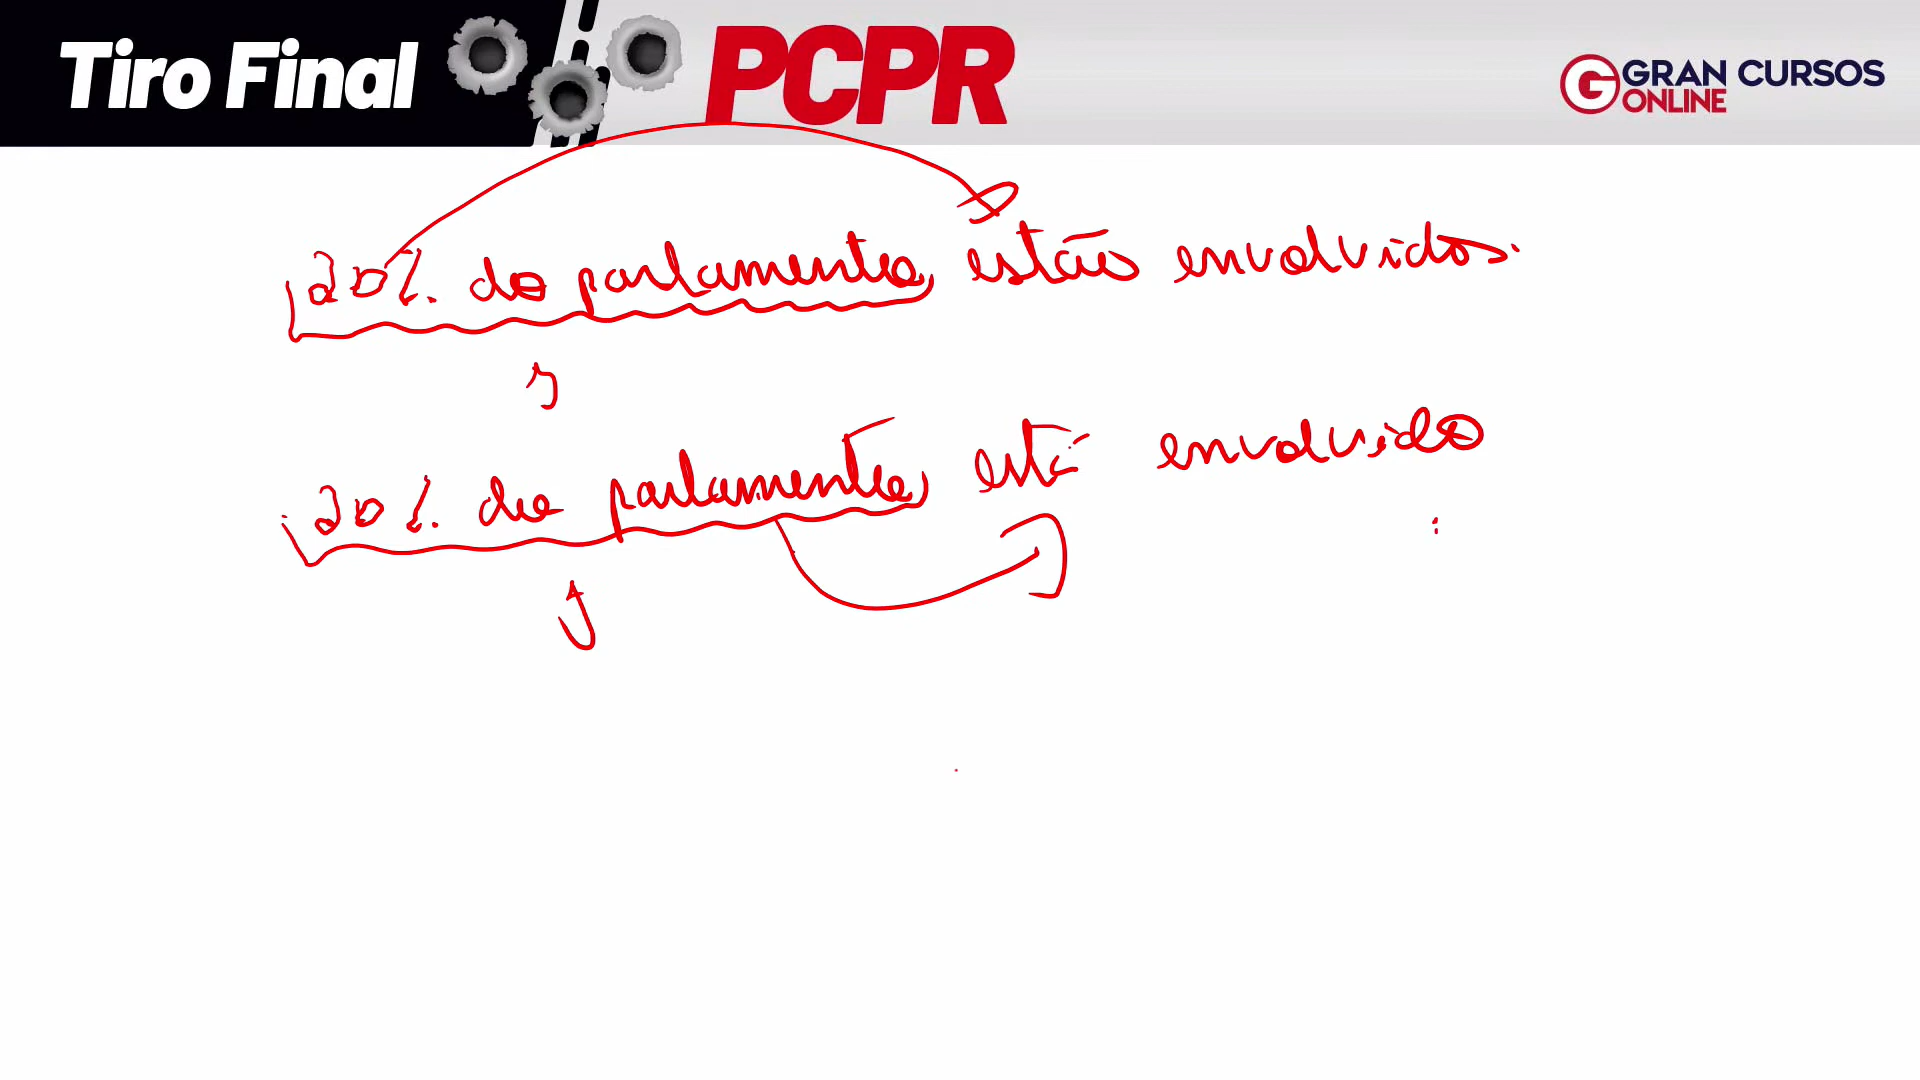 Tiro Final PCPR
GRAN CURSOS
ONLINE
20% do parlamento estão envolvidos.
20% do parlamento está envolvido